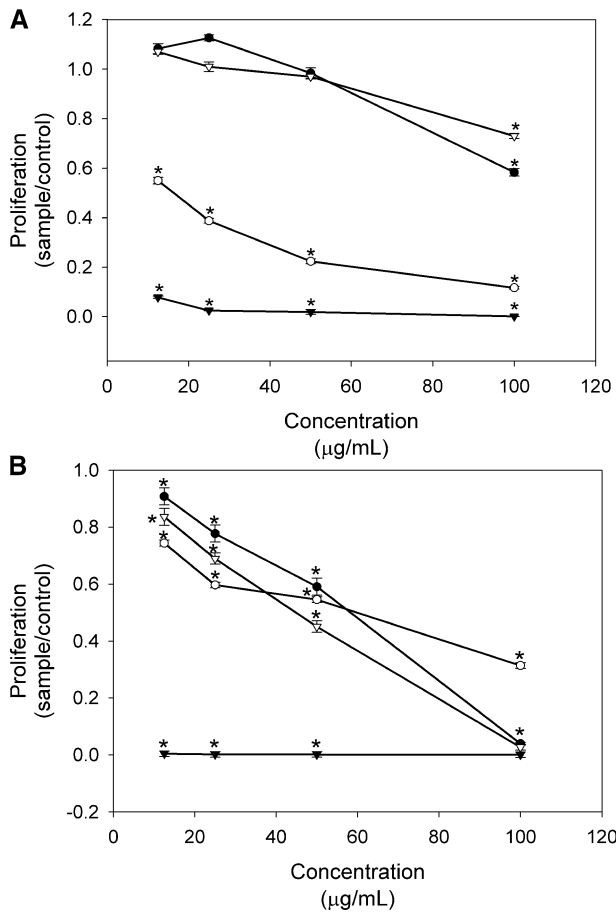 A
1.2
1.0
0.8
0.6
0.4
0.2
0.0
Proliferation
(sample/control)
* *
* * * *
* * * *
0 20 40 60 80 100 120
Concentration
(μg/mL)
B
1.0
0.8
0.6
0.4
0.2
0.0
-0.2
Proliferation
(sample/control)
* * *
* * *
* * * *
* * * *
0 20 40 60 80 100 120
Concentration
(μg/mL)